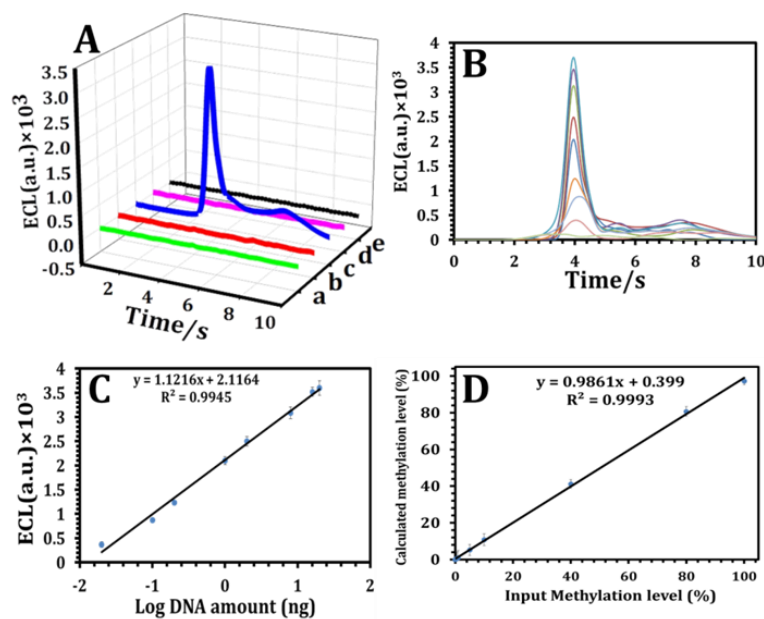 A
ECL(a.u.)×10³
3.5
3.0
2.5
2.0
1.5
1.0
0.5
0.0
-0.5
2
4
6
8
10
Time/s
a
b
c
d
e
B
ECL(a.u.)×10³
4
3.5
3
2.5
2
1.5
1
0.5
0
0 2 4 6 8 10
Time/s
C
y = 1.1216x + 2.1164
R² = 0.9945
ECL(a.u.)×10³
4
3.5
3
2.5
2
1.5
1
0.5
0
-2 -1 0 1 2
Log DNA amount (ng)
D
y = 0.9861x + 0.399
R² = 0.9993
Calculated methylation level (%)
100
80
60
40
20
0
0 20 40 60 80 100
Input Methylation level (%)